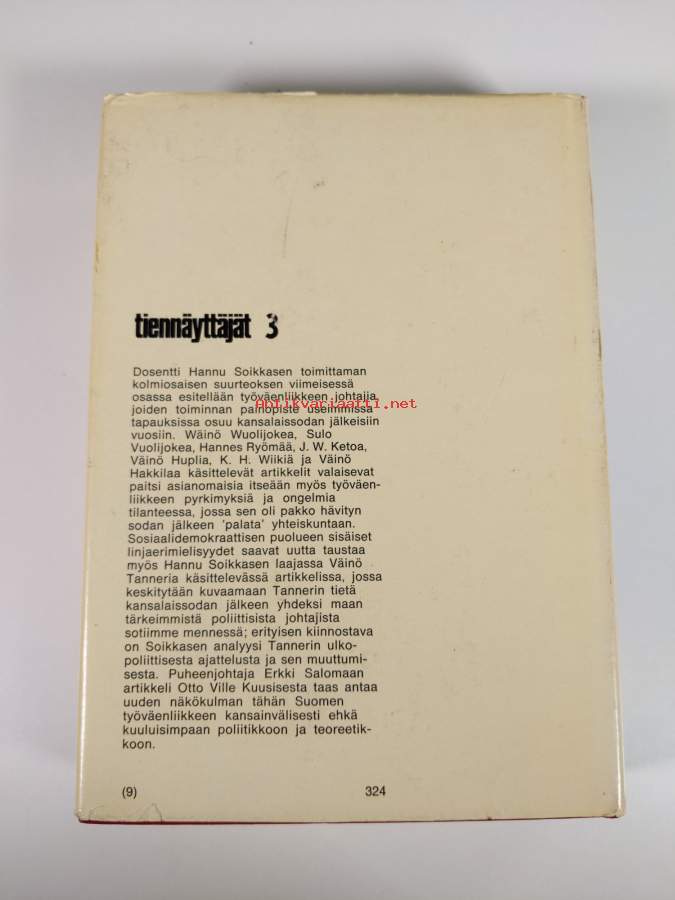 tiennäyttäjät 3
Dosentti Hannu Soikkasen toimittaman
kolmiosaisen suurteoksen viimeisessä
osassa esitellään työväenliikkeen johtajia,
Antikvariaatti.net
joiden toiminnan painopiste useimmissa
tapauksissa osuu kansalaissodan jälkeisiin
vuosiin. Wäinö Wuolijokea, Sulo
Vuolijokea, Hannes Ryömää, J. W. Ketoa,
Väinö Huplia, K. H. Wiikiä ja Väinö
Hakkilaa käsittelevät artikkelit valaisevat
paitsi asianomaisia itseään myös työväen-
liikkeen pyrkimyksiä ja ongelmia
tilanteessa, jossa sen oli pakko hävityn
sodan jälkeen 'palata' yhteiskuntaan.
Sosiaalidemokraattisen puolueen sisäiset
linjaerimielisyydet saavat uutta taustaa
myös Hannu Soikkasen laajassa Väinö
Tanneria käsittelevässä artikkelissa, jossa
keskitytään kuvaamaan Tannerin tietä
kansalaissodan jälkeen yhdeksi maan
tärkeimmistä poliittisista johtajista
sotiimme mennessä; erityisen kiinnostava
on Soikkasen analyysi Tannerin ulko-
poliittisesta ajattelusta ja sen muuttumi-
sesta. Puheenjohtaja Erkki Salomaan
artikkeli Otto Ville Kuusisesta taas antaa
uuden näkökulman tähän Suomen
työväenliikkeen kansainvälisesti ehkä
kuuluisimpaan poliitikkoon ja teoreetik-
koon.
(9) 324